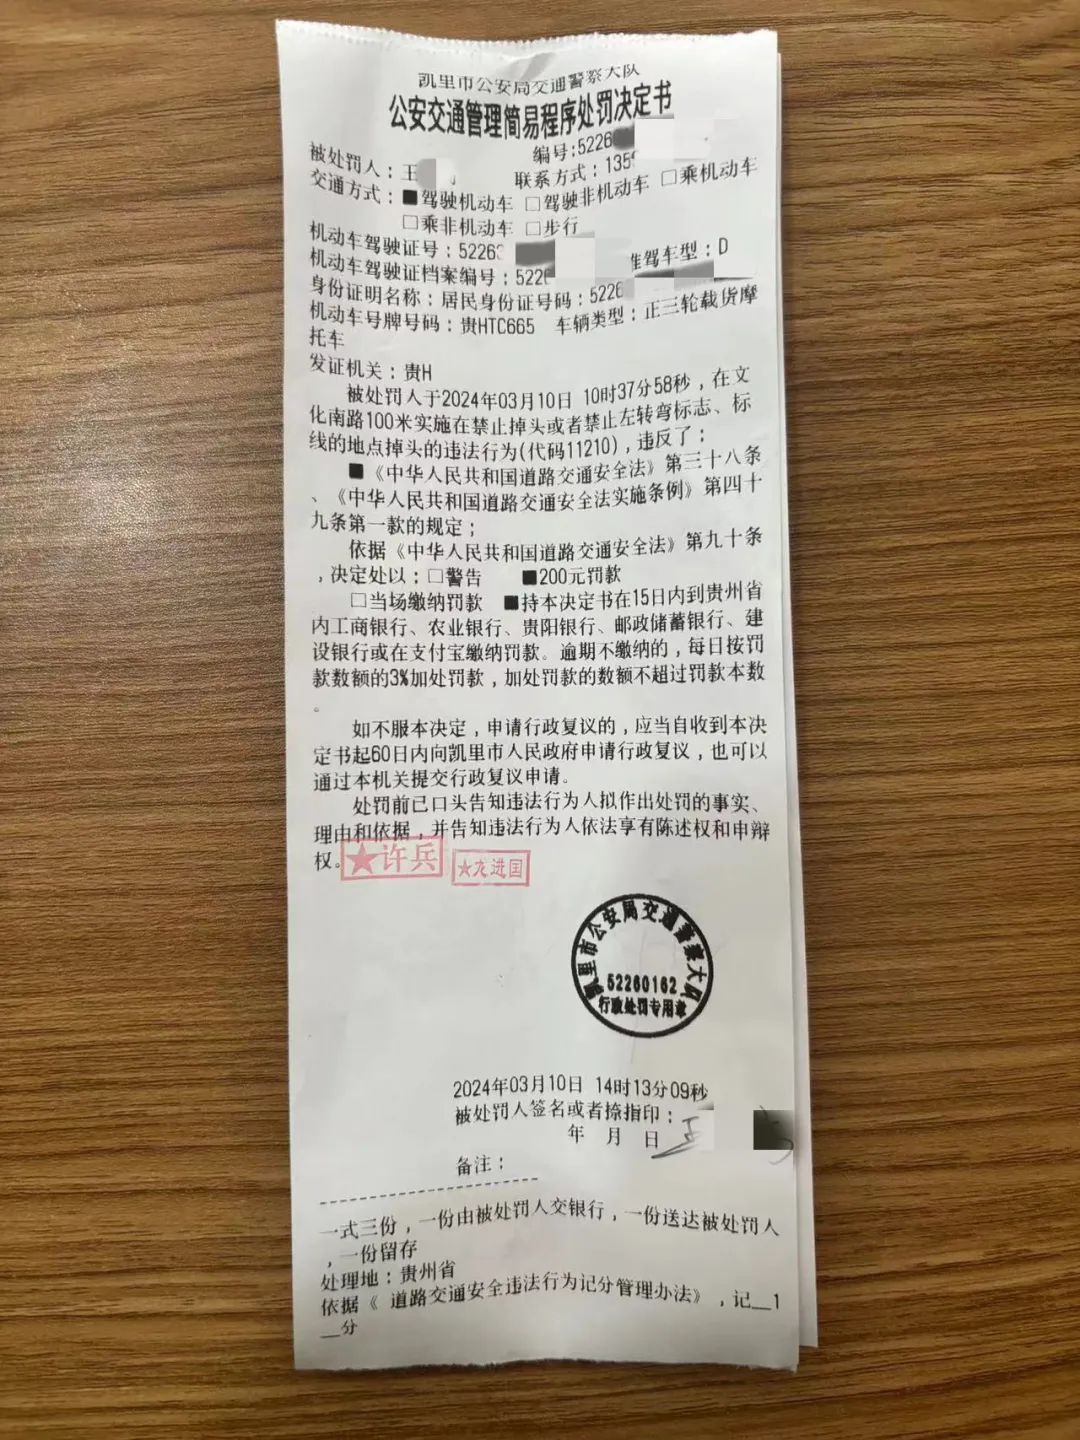 凯里市公安局交通警察大队
公安交通管理简易程序处罚决定书
编号:5226
被处罚人：王
联系方式：135
交通方式：■驾驶机动车 □驾驶非机动车 □乘机动车
□乘非机动车 □步行
机动车驾驶证号：5226 准驾车型：D
机动车驾驶证档案编号：522
身份证明名称：居民身份证号码：5226
机动车号牌号码：贵HTC665 车辆类型：正三轮载货摩
托车
发证机关：贵H
被处罚人于2024年03月10日 10时37分58秒，在文
化南路100米实施在禁止掉头或者禁止左转弯标志、标
线的地点掉头的违法行为(代码11210)，违反了：
■《中华人民共和国道路交通安全法》第三十八条
、《中华人民共和国道路交通安全法实施条例》第四十
九条第一款的规定；
依据《中华人民共和国道路交通安全法》第九十条
，决定处以：□警告 ■200元罚款
□当场缴纳罚款 ■持本决定书在15日内到贵州省
内工商银行、农业银行、贵阳银行、邮政储蓄银行、建
设银行或在支付宝缴纳罚款。逾期不缴纳的，每日按罚
款数额的3%加处罚款，加处罚款的数额不超过罚款本数
。
如不服本决定，申请行政复议的，应当自收到本决
定书起60日内向凯里市人民政府申请行政复议，也可以
通过本机关提交行政复议申请。
处罚前已口头告知违法行为人拟作出处罚的事实、
理由和依据，并告知违法行为人依法享有陈述权和申辩
权。
★许兵
★龙进国
凯里市公安局交通警察大队
52260162
行政处罚专用章
2024年03月10日 14时13分09秒
被处罚人签名或者捺指印：王
年 月 日
备注：
一式三份，一份由被处罚人交银行，一份送达被处罚人
，一份留存
处理地：贵州省
依据《 道路交通安全违法行为记分管理办法》，记__1
__分